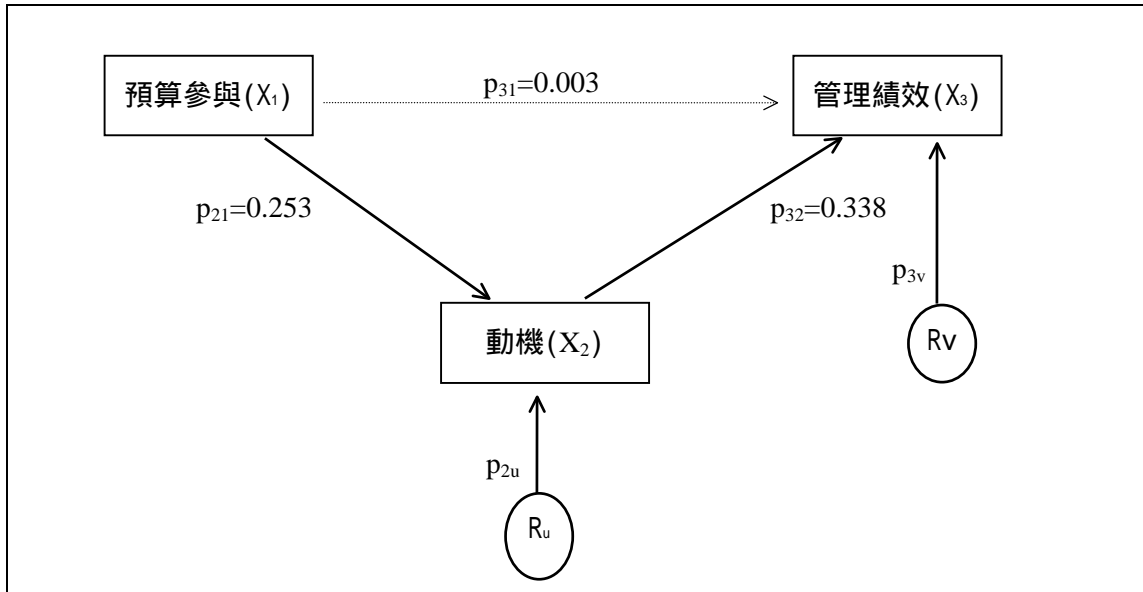 預算參與(X₁)
p₃₁=0.003
管理績效(X₃)
p₂₁=0.253
p₃₂=0.338
p₃ᵥ
動機(X₂)
Rv
p₂ᵤ
Rᵤ